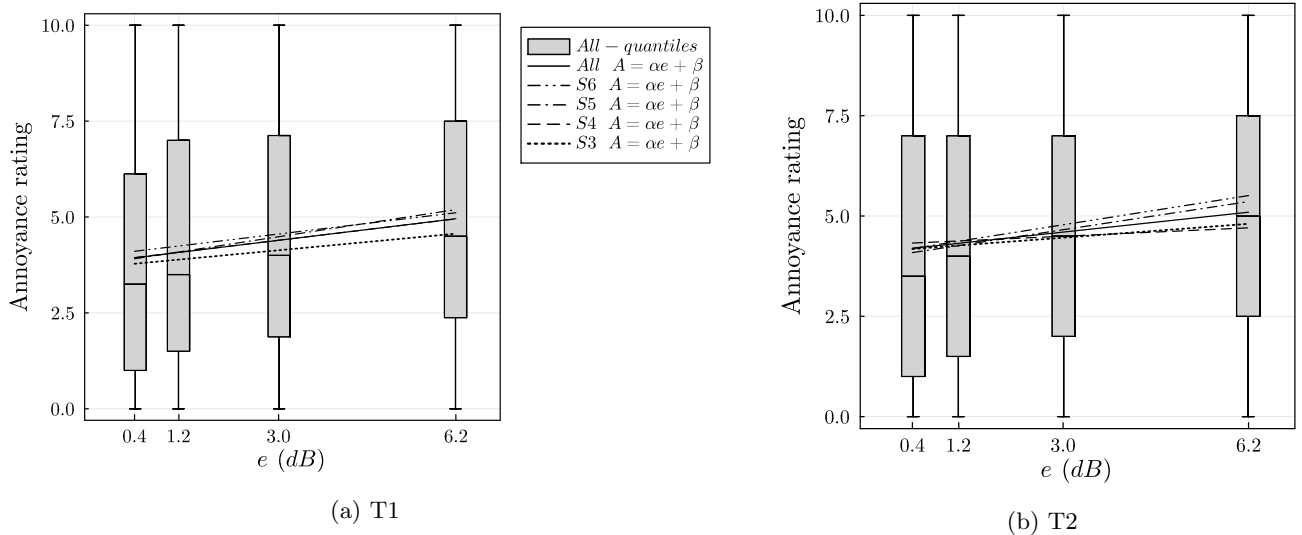 10.0
7.5
5.0
2.5
0.0
Annoyance rating
0.4 1.2 3.0 6.2
e (dB)
(a) T1
All − quantiles
All A = αe + β
S6 A = αe + β
S5 A = αe + β
S4 A = αe + β
S3 A = αe + β
10.0
7.5
5.0
2.5
0.0
Annoyance rating
0.4 1.2 3.0 6.2
e (dB)
(b) T2